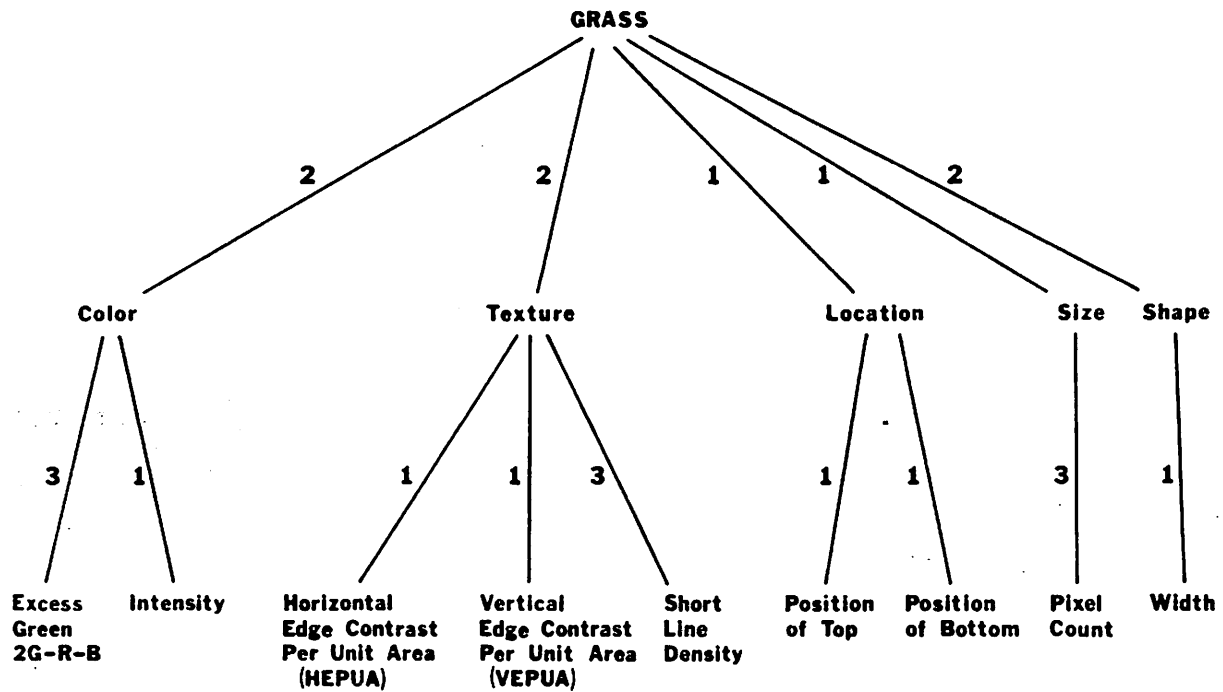 GRASS
2 2 1 1 2
Color Texture Location Size Shape
3 1 1 1 3 1 1 3 1
Excess Intensity Horizontal Vertical Short Position Position Pixel Width
Green Edge Contrast Edge Contrast Line of Top of Bottom Count
2G-R-B Per Unit Area Per Unit Area Density
(HEPUA) (VEPUA)